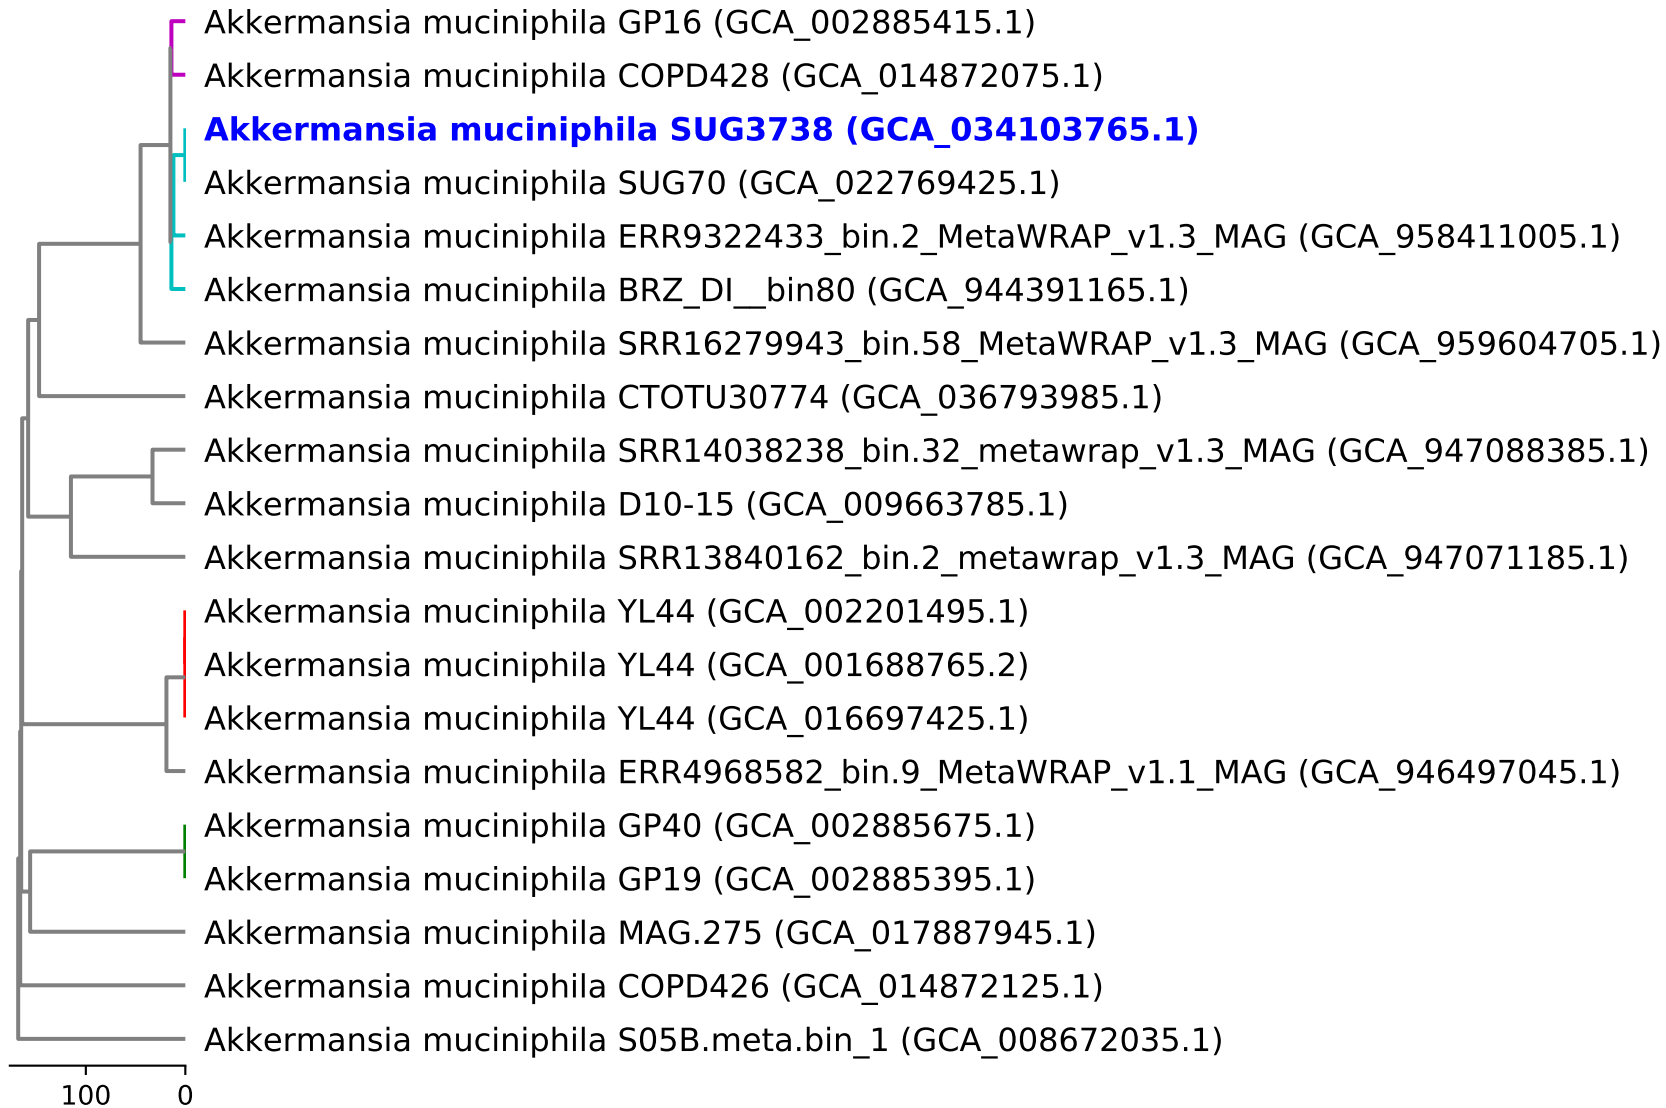 Akkermansia muciniphila GP16 (GCA_002885415.1)
Akkermansia muciniphila COPD428 (GCA_014872075.1)
Akkermansia muciniphila SUG3738 (GCA_034103765.1)
Akkermansia muciniphila SUG70 (GCA_022769425.1)
Akkermansia muciniphila ERR9322433_bin.2_MetaWRAP_v1.3_MAG (GCA_958411005.1)
Akkermansia muciniphila BRZ_DI__bin80 (GCA_944391165.1)
Akkermansia muciniphila SRR16279943_bin.58_MetaWRAP_v1.3_MAG (GCA_959604705.1)
Akkermansia muciniphila CTOTU30774 (GCA_036793985.1)
Akkermansia muciniphila SRR14038238_bin.32_metawrap_v1.3_MAG (GCA_947088385.1)
Akkermansia muciniphila D10-15 (GCA_009663785.1)
Akkermansia muciniphila SRR13840162_bin.2_metawrap_v1.3_MAG (GCA_947071185.1)
Akkermansia muciniphila YL44 (GCA_002201495.1)
Akkermansia muciniphila YL44 (GCA_001688765.2)
Akkermansia muciniphila YL44 (GCA_016697425.1)
Akkermansia muciniphila ERR4968582_bin.9_MetaWRAP_v1.1_MAG (GCA_946497045.1)
Akkermansia muciniphila GP40 (GCA_002885675.1)
Akkermansia muciniphila GP19 (GCA_002885395.1)
Akkermansia muciniphila MAG.275 (GCA_017887945.1)
Akkermansia muciniphila COPD426 (GCA_014872125.1)
Akkermansia muciniphila S05B.meta.bin_1 (GCA_008672035.1)
100 0